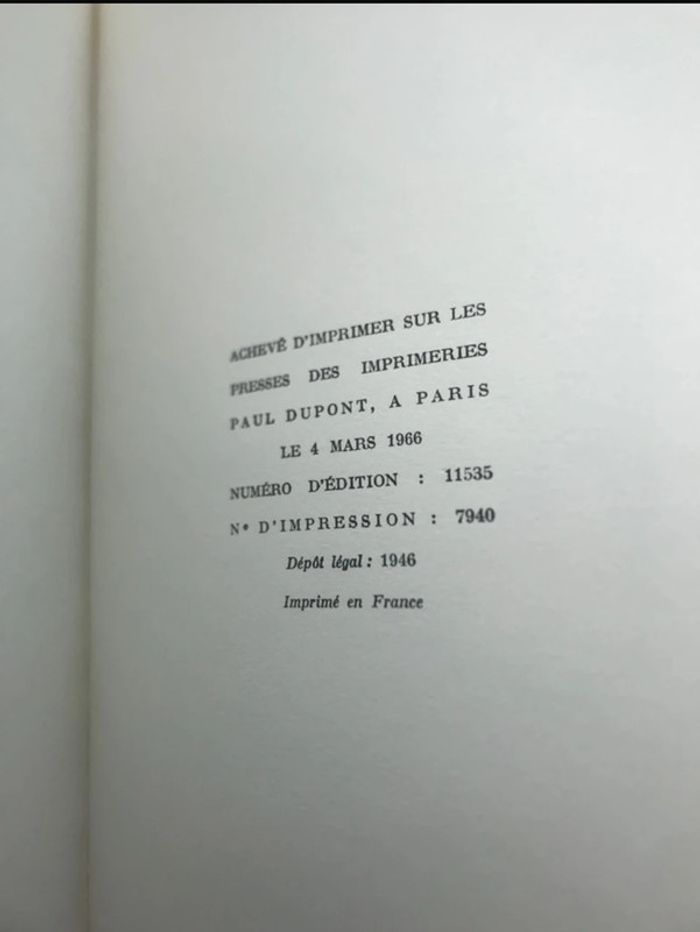 ACHEVÉ D'IMPRIMER SUR LES
PRESSES DES IMPRIMERIES
PAUL DUPONT, A PARIS
LE 4 MARS 1966
NUMÉRO D'ÉDITION : 11535
N° D'IMPRESSION : 7940
Dépôt légal : 1946
Imprimé en France